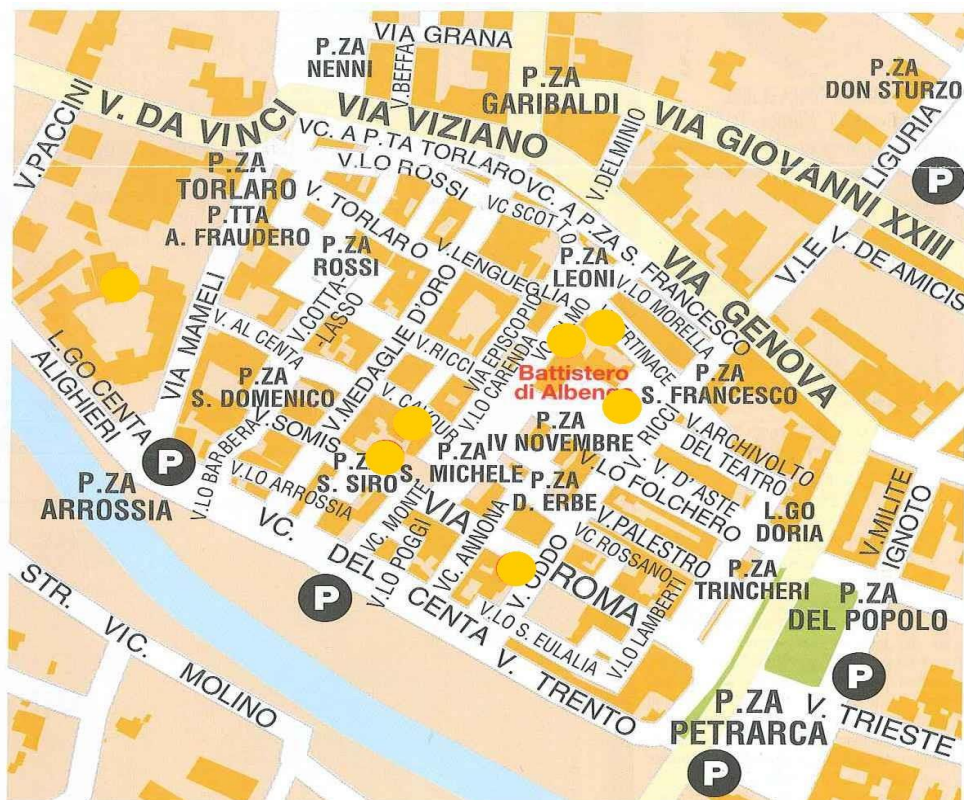 VIA GRANA
P.ZA
NENNI
V.BEFFA
P.ZA
GARIBALDI
P.ZA
DON STURZO
V.PACCINI
V. DA VINCI
VIA VIZIANO
VIA GIOVANNI XXIII
V.DELMINIO
V.LE LIGURIA
P
VC. A P.TA TORLARO
VC. A P.ZA S. FRANCESCO
V.LO ROSSI
VC SCOTTO
P.ZA
TORLARO
P.TTA
A. FRAUDERO
V. TORLARO
P.ZA
ROSSI
V.LENGUEGLIA
P.ZA
LEONI
VIA GENOVA
V. DE AMICIS
V.LO MORELLA
VIA MAMELI
V.COTTA-
-LASSO
V. MEDAGLIE D'ORO
V. AL CENTA
V.RICCI
VIA EPISCOPIO
V.LO CARENDA
L.GO CENTA
ALIGHIERI
Battistero
di
P.ZA
S. FRANCESCO
P.ZA
S. DOMENICO
V. CAVOUR
P.ZA
IV NOVEMBRE
V. RICCI
V.ARCHIVOLTO
DEL TEATRO
V.SOMIS
V.LO BARBERA
P
P.ZA
ARROSSIA
V.LO ARROSSIA
S. SIRO
P.ZA
S. MICHELE
P.ZA
D. ERBE
V. D'ASTE
V.LO FOLCHERO
L.GO
DORIA
V.MILITE
IGNOTO
VC. DEL CENTA
VC. MONTE
V.LO POGGI
VIA ROMA
VC. ANNONA
V. ODDO
V.PALESTRO
VC ROSSANO
V.LO LAMBERTI
P.ZA
TRINCHERI
P.ZA
DEL POPOLO
P
STR. VIC. MOLINO
V.LO S. EULALIA
V. TRENTO
P
P.ZA
PETRARCA
V. TRIESTE
P